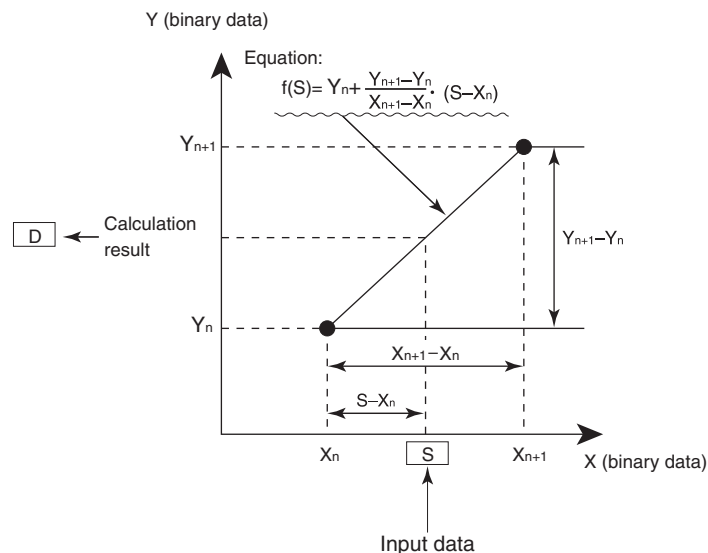 Y (binary data)
Equation:
f(S)= Yn+ Yn+1–Yn / Xn+1–Xn · (S–Xn)
Yn+1
D
Calculation
result
Yn+1–Yn
Yn
Xn+1–Xn
S–Xn
Xn
S
Xn+1
X (binary data)
Input data